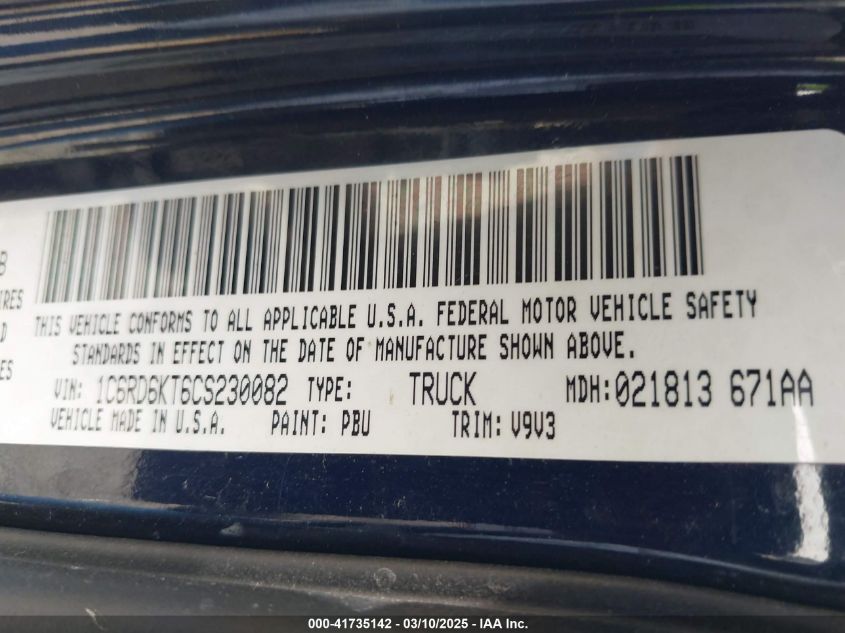 B
IRES
D
ES
THIS VEHICLE CONFORMS TO ALL APPLICABLE U.S.A. FEDERAL MOTOR VEHICLE SAFETY
STANDARDS IN EFFECT ON THE DATE OF MANUFACTURE SHOWN ABOVE.
VIN: 1C6RD6KT6CS230082 TYPE: TRUCK MDH:021813 671AA
VEHICLE MADE IN U.S.A. PAINT: PBU TRIM: V9V3
000-41735142 - 03/10/2025 - IAA Inc.